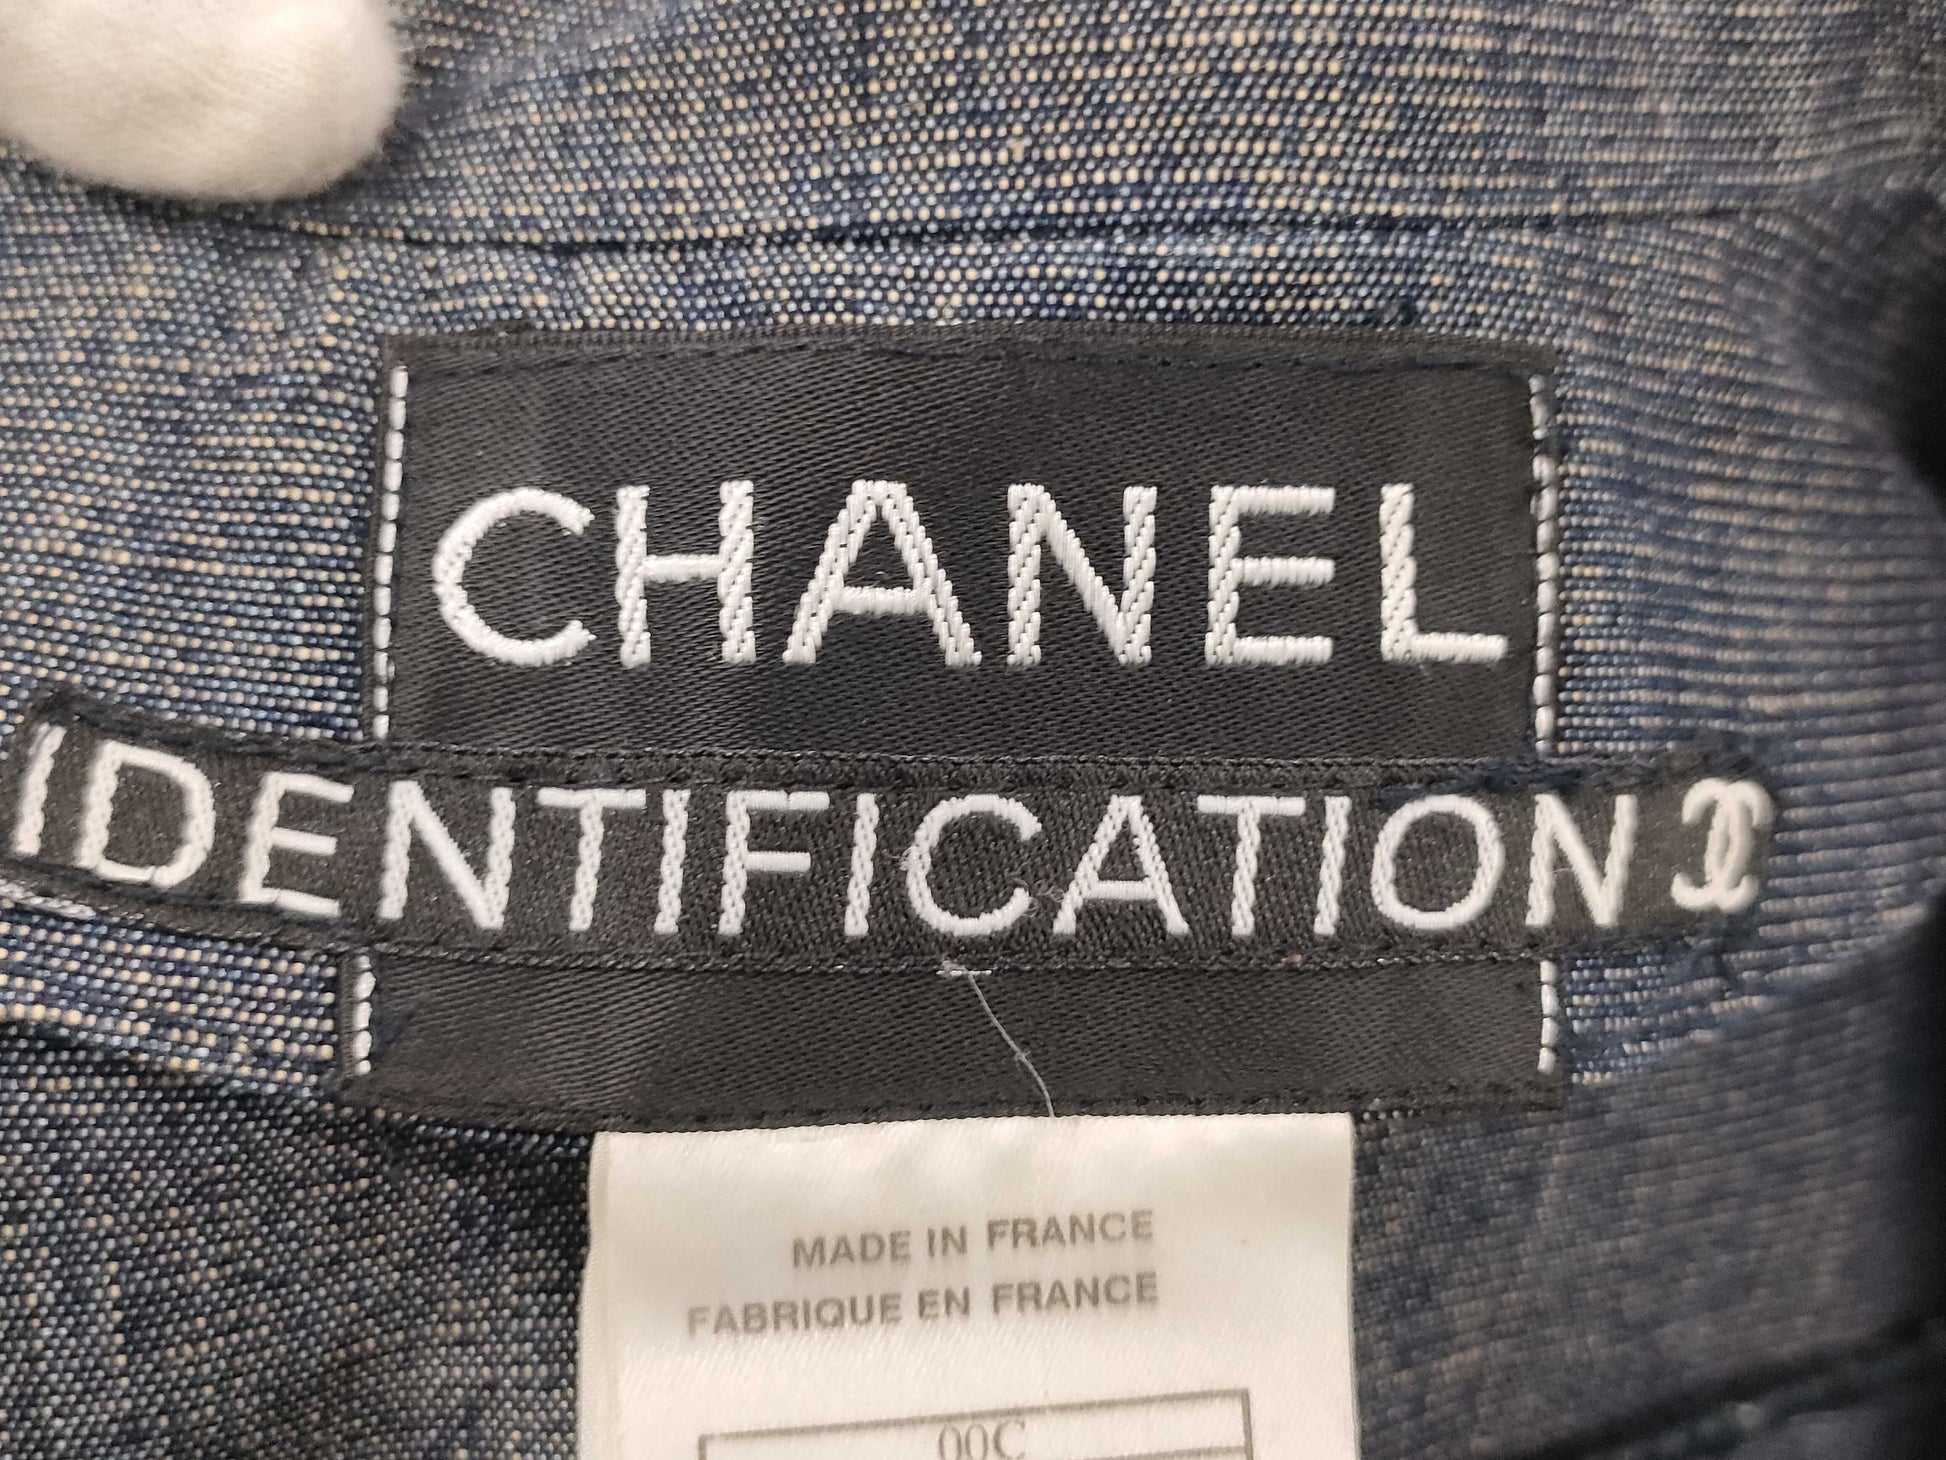 CHANEL
IDENTIFICATION
MADE IN FRANCE
FABRIQUE EN FRANCE
00C